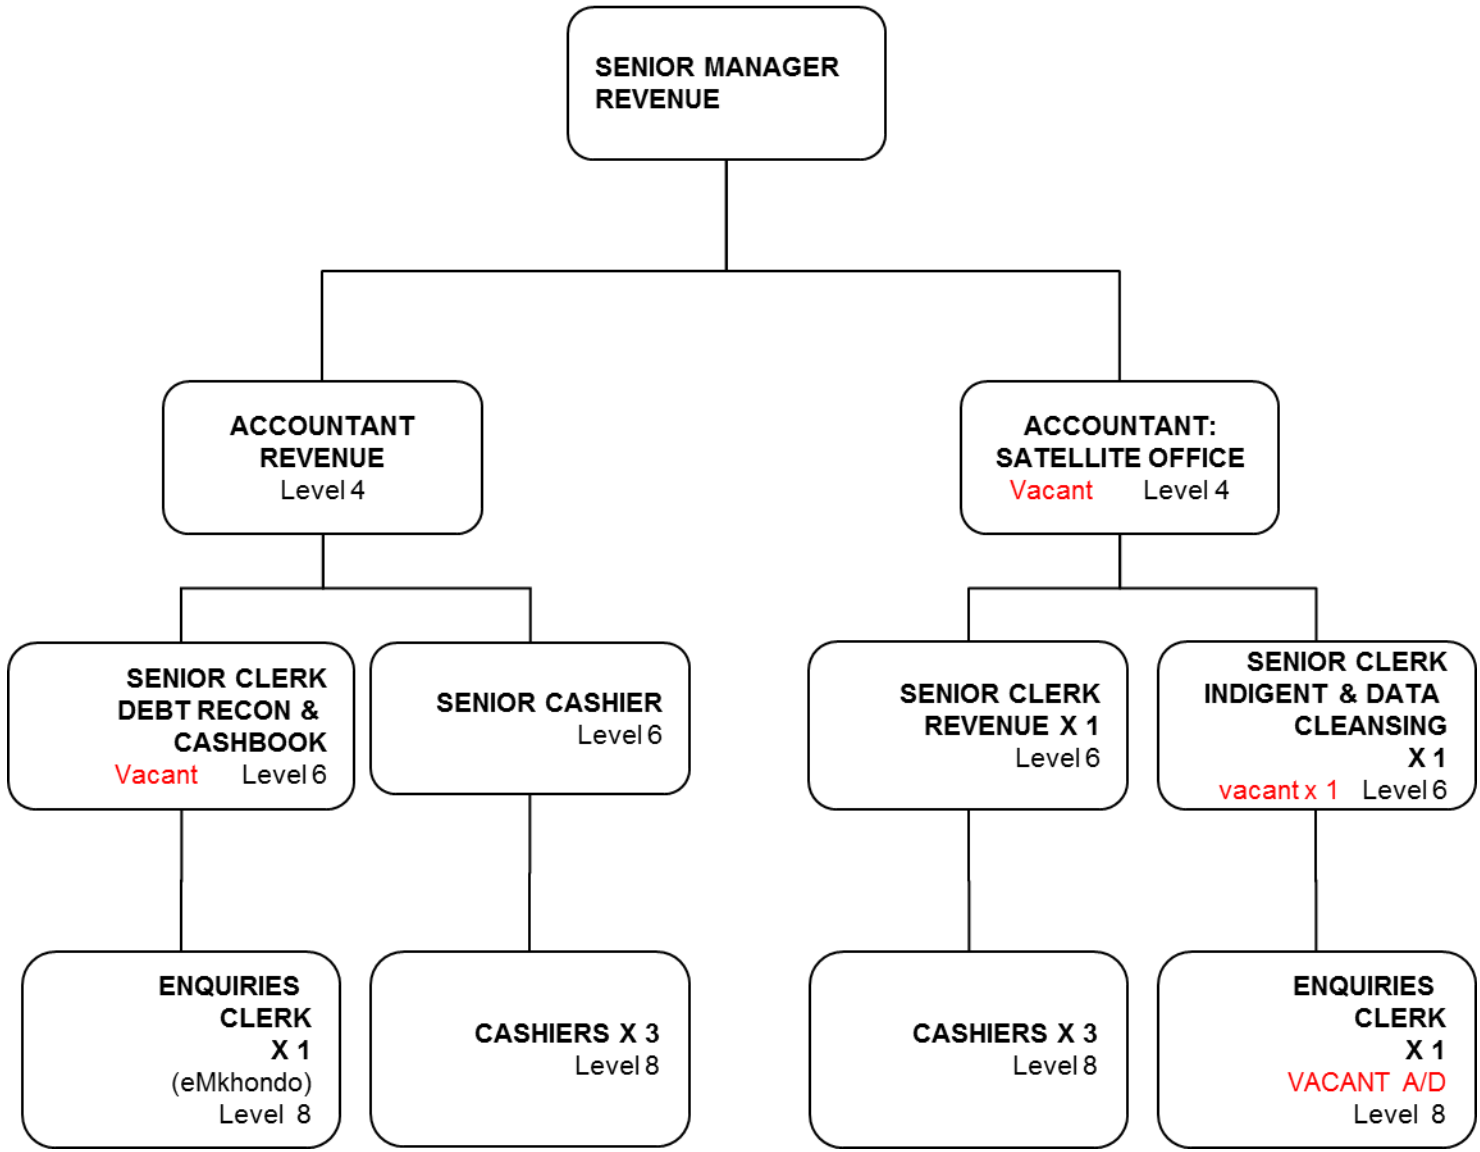 SENIOR MANAGER
REVENUE
ACCOUNTANT
REVENUE
Level 4
ACCOUNTANT:
SATELLITE OFFICE
Vacant Level 4
SENIOR CLERK
DEBT RECON &
CASHBOOK
Vacant Level 6
SENIOR CASHIER
Level 6
SENIOR CLERK
REVENUE X 1
Level 6
SENIOR CLERK
INDIGENT & DATA
CLEANSING
X 1
vacant x 1 Level 6
ENQUIRIES
CLERK
X 1
(eMkhondo)
Level 8
CASHIERS X 3
Level 8
CASHIERS X 3
Level 8
ENQUIRIES
CLERK
X 1
VACANT A/D
Level 8